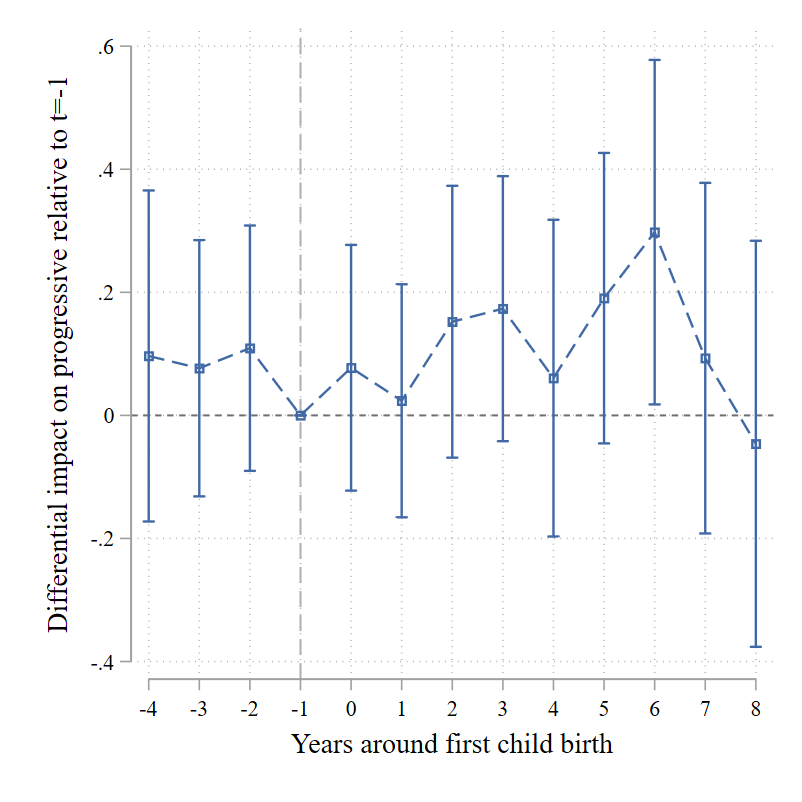 Differential impact on progressive relative to t=-1
.6
.4
.2
0
-.2
-.4
-4 -3 -2 -1 0 1 2 3 4 5 6 7 8
Years around first child birth